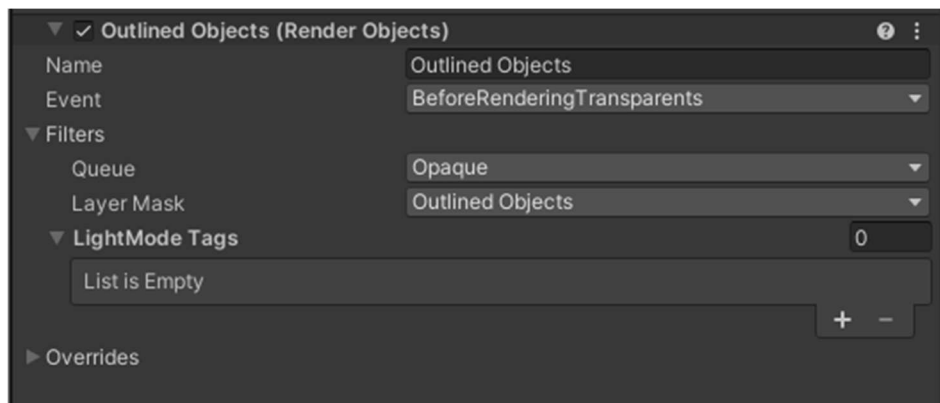 Outlined Objects (Render Objects)
Name Outlined Objects
Event BeforeRenderingTransparents
Filters
Queue Opaque
Layer Mask Outlined Objects
LightMode Tags 0
List is Empty
+ −
Overrides